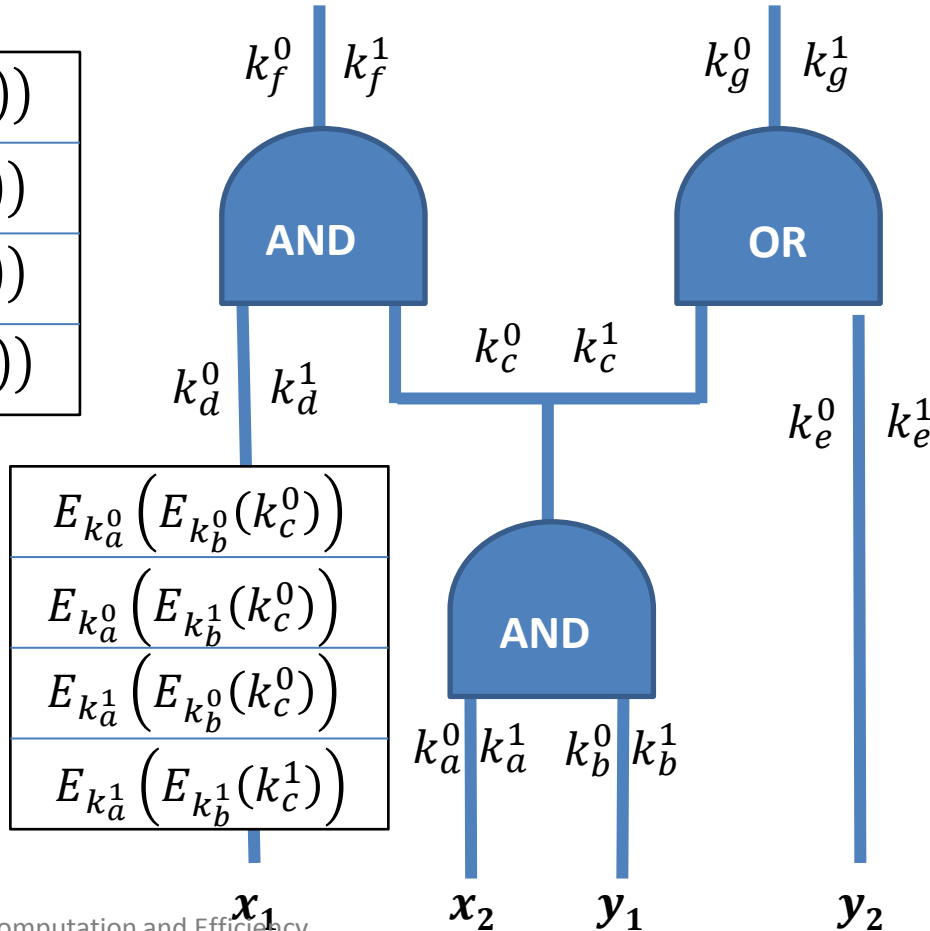 ))
))
))
))
k_f^0 k_f^1
k_g^0 k_g^1
AND
OR
k_c^0 k_c^1
k_d^0 k_d^1
k_e^0 k_e^1
E_{k_a^0}(E_{k_b^0}(k_c^0))
E_{k_a^0}(E_{k_b^1}(k_c^0))
E_{k_a^1}(E_{k_b^0}(k_c^0))
E_{k_a^1}(E_{k_b^1}(k_c^1))
AND
k_a^0 k_a^1 k_b^0 k_b^1
x_1 x_2 y_1 y_2
omputation and Efficiency